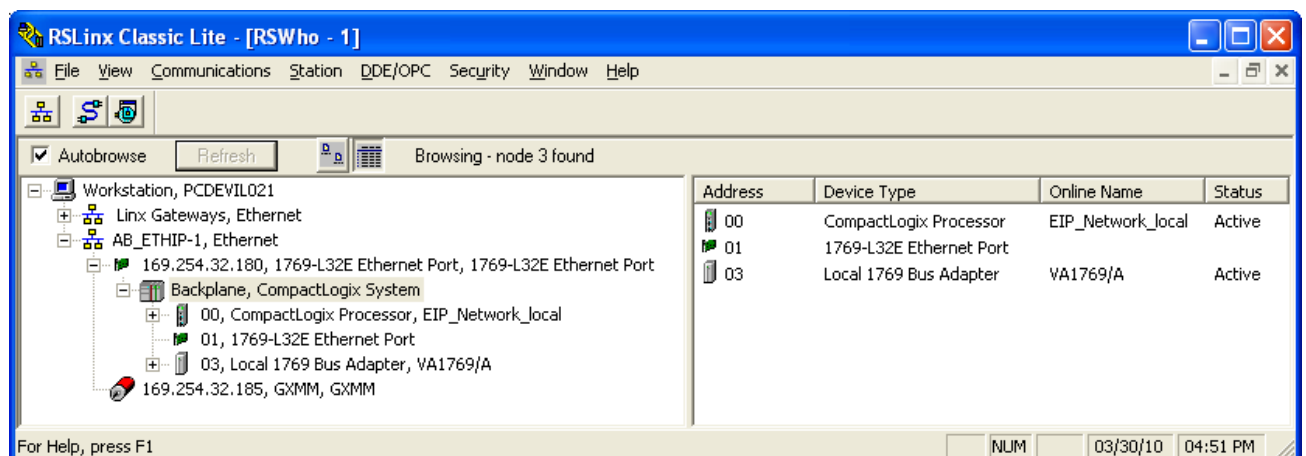 RSLinx Classic Lite - [RSWho - 1]
File View Communications Station DDE/OPC Security Window Help
Autobrowse Refresh Browsing - node 3 found
Workstation, PCDEVIL021
Linx Gateways, Ethernet
AB_ETHIP-1, Ethernet
169.254.32.180, 1769-L32E Ethernet Port, 1769-L32E Ethernet Port
Backplane, CompactLogix System
00, CompactLogix Processor, EIP_Network_local
01, 1769-L32E Ethernet Port
03, Local 1769 Bus Adapter, VA1769/A
169.254.32.185, GXMM, GXMM
Address Device Type Online Name Status
00 CompactLogix Processor EIP_Network_local Active
01 1769-L32E Ethernet Port
03 Local 1769 Bus Adapter VA1769/A Active
For Help, press F1 NUM 03/30/10 04:51 PM